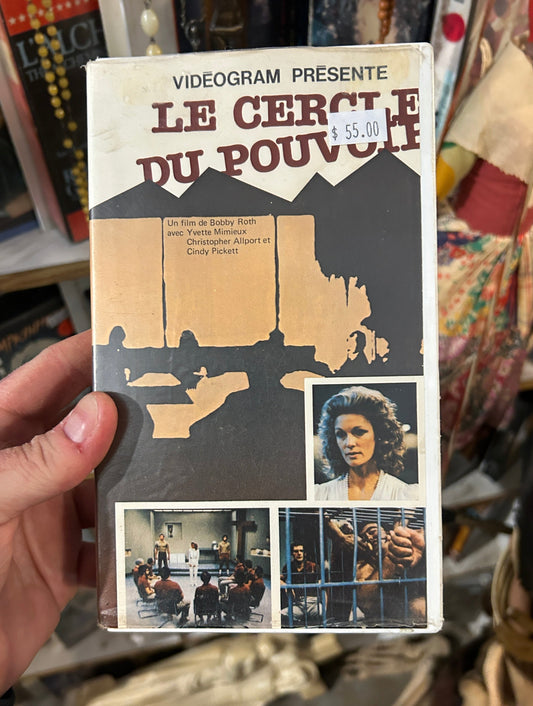 VIDÉOGRAM PRÉSENTE
LE CERCLE
$ 55.00
DU POUVOIR
Un film de Bobby Roth
avec Yvette Mimieux
Christopher Allport et
Cindy Pickett